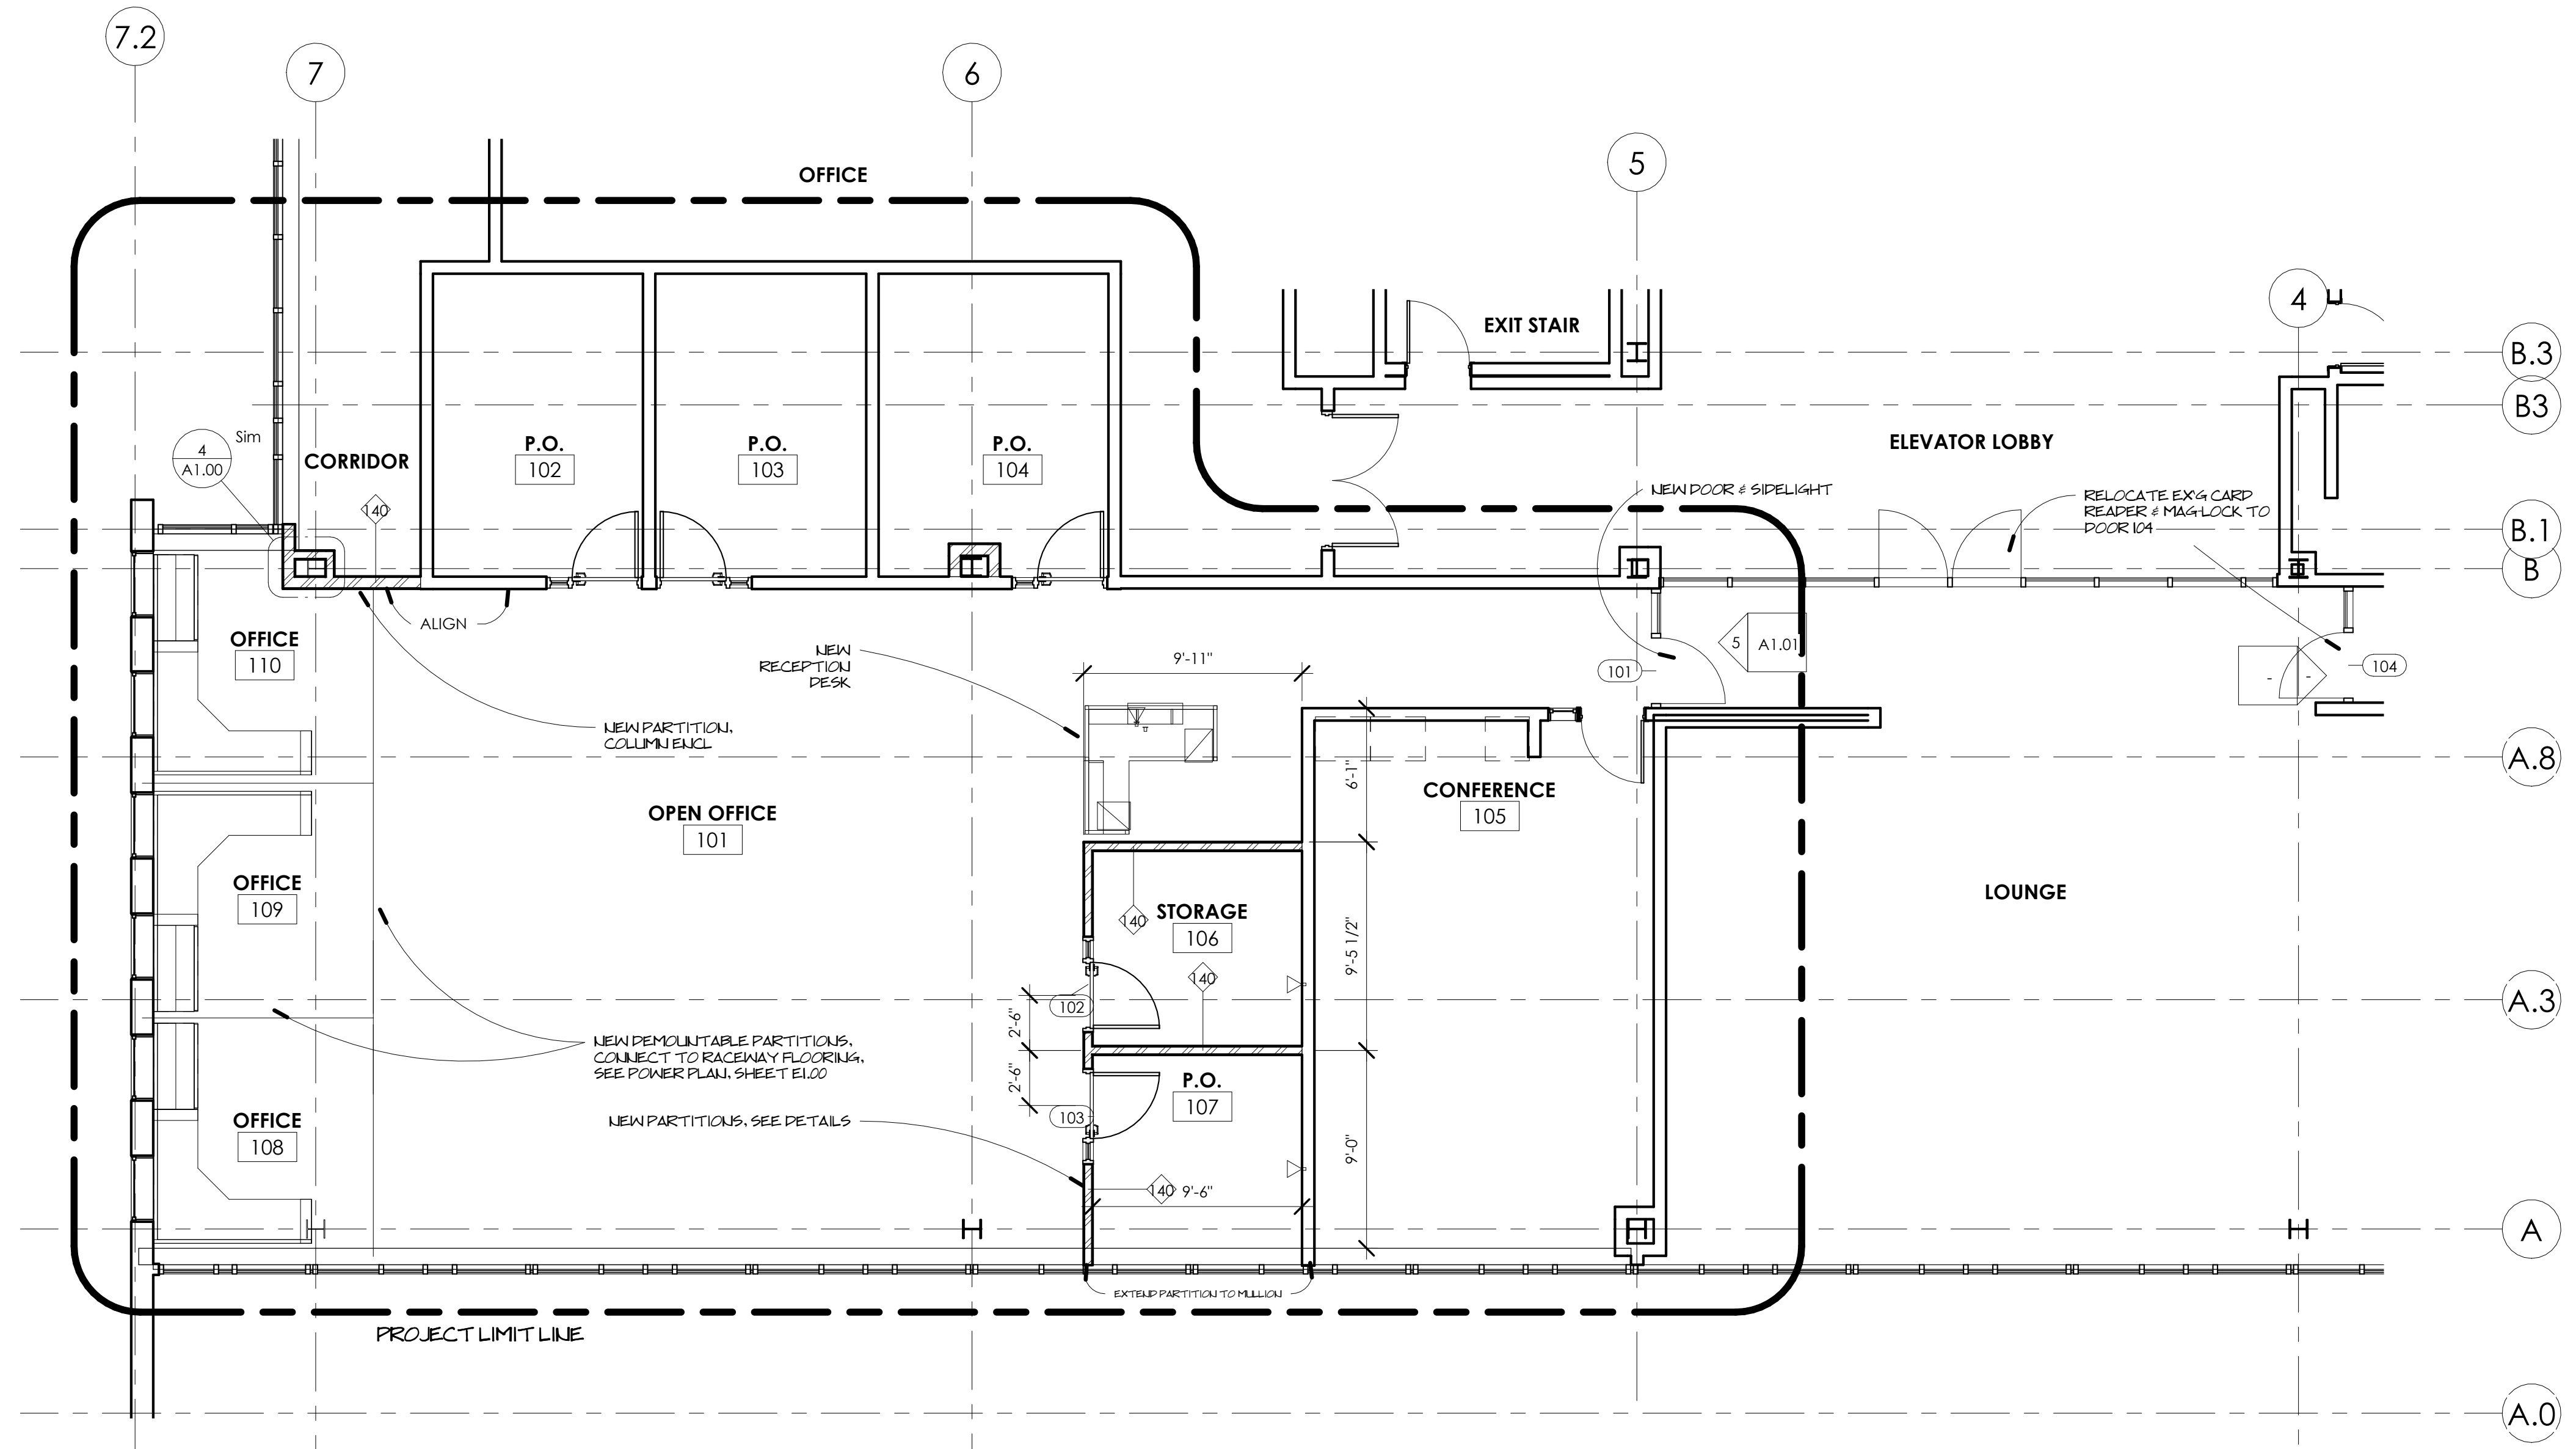 7.2
7
6
5
4
OFFICE
EXIT STAIR
B.3
B3
B.1
B
A.8
A.3
A
A.0
4
A1.00
Sim
CORRIDOR
140
P.O.
102
P.O.
103
P.O.
104
ELEVATOR LOBBY
NEW DOOR & SIDELIGHT
RELOCATE EX'G CARD
READER & MAG-LOCK TO
DOOR 104
ALIGN
OFFICE
110
NEW
RECEPTION
DESK
9'-11"
101
5
A1.01
-
-
104
NEW PARTITION,
COLUMN ENCL
OPEN OFFICE
101
6'-1"
CONFERENCE
105
OFFICE
109
140
STORAGE
106
140
9'-5 1/2"
LOUNGE
102
2'-6"
2'-6"
103
NEW DEMOUNTABLE PARTITIONS,
CONNECT TO RACEWAY FLOORING,
SEE POWER PLAN, SHEET E1.00
P.O.
107
OFFICE
108
NEW PARTITIONS, SEE DETAILS
9'-0"
140
9'-6"
EXTEND PARTITION TO MULLION
PROJECT LIMIT LINE